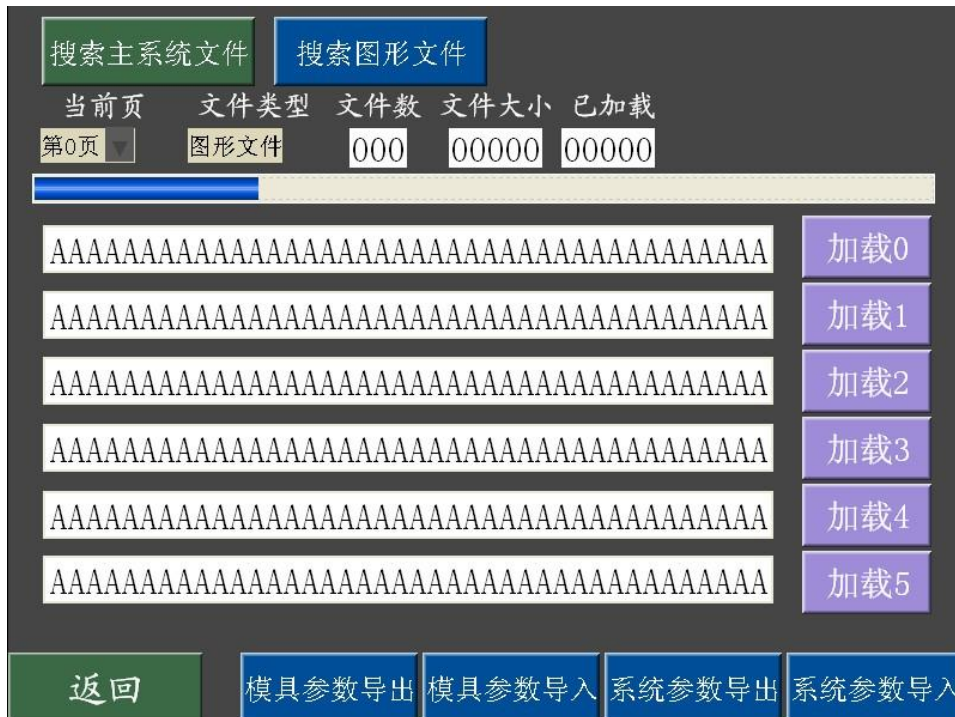 搜索主系统文件 搜索图形文件
当前页 文件类型 文件数 文件大小 已加载
第0页 图形文件 000 00000 00000
AAAAAAAAAAAAAAAAAAAAAAAAAAAAAAAAAAAAAAAA 加载0
AAAAAAAAAAAAAAAAAAAAAAAAAAAAAAAAAAAAAAAA 加载1
AAAAAAAAAAAAAAAAAAAAAAAAAAAAAAAAAAAAAAAA 加载2
AAAAAAAAAAAAAAAAAAAAAAAAAAAAAAAAAAAAAAAA 加载3
AAAAAAAAAAAAAAAAAAAAAAAAAAAAAAAAAAAAAAAA 加载4
AAAAAAAAAAAAAAAAAAAAAAAAAAAAAAAAAAAAAAAA 加载5
返回 模具参数导出 模具参数导入 系统参数导出 系统参数导入